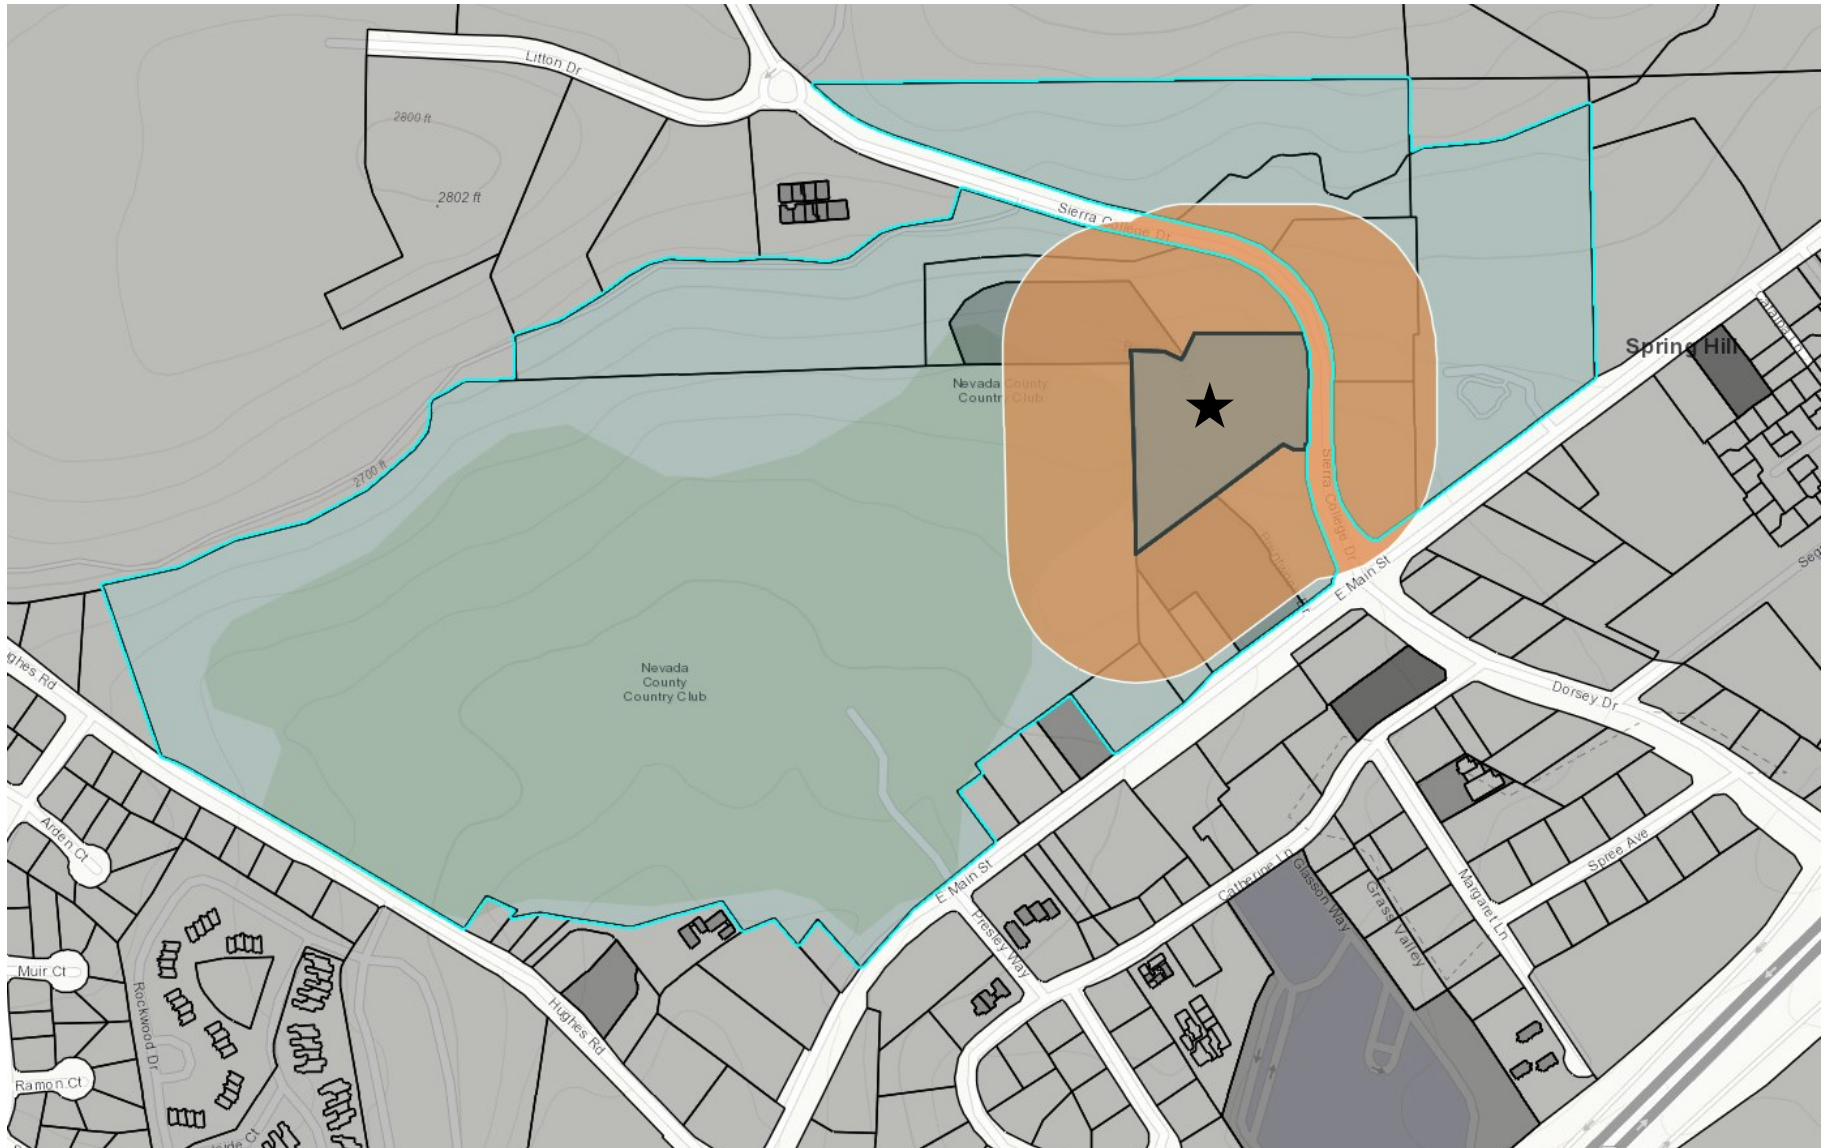 Litton Dr
2800 ft
2802 ft
Sierra College Dr
Spring Hill
Nevada County
Country Club
2700 ft
Sierra College Dr
E Main St
Nevada
County
Country Club
Dorsey Dr
Hughes Rd
Arden Ct
Spree Ave
E Main St
Catherine Ln
Glasson Way
Grass Valley
Margaret Ln
Presley Way
Muir Ct
Rockwood Dr
Hughes Rd
Ramon Ct